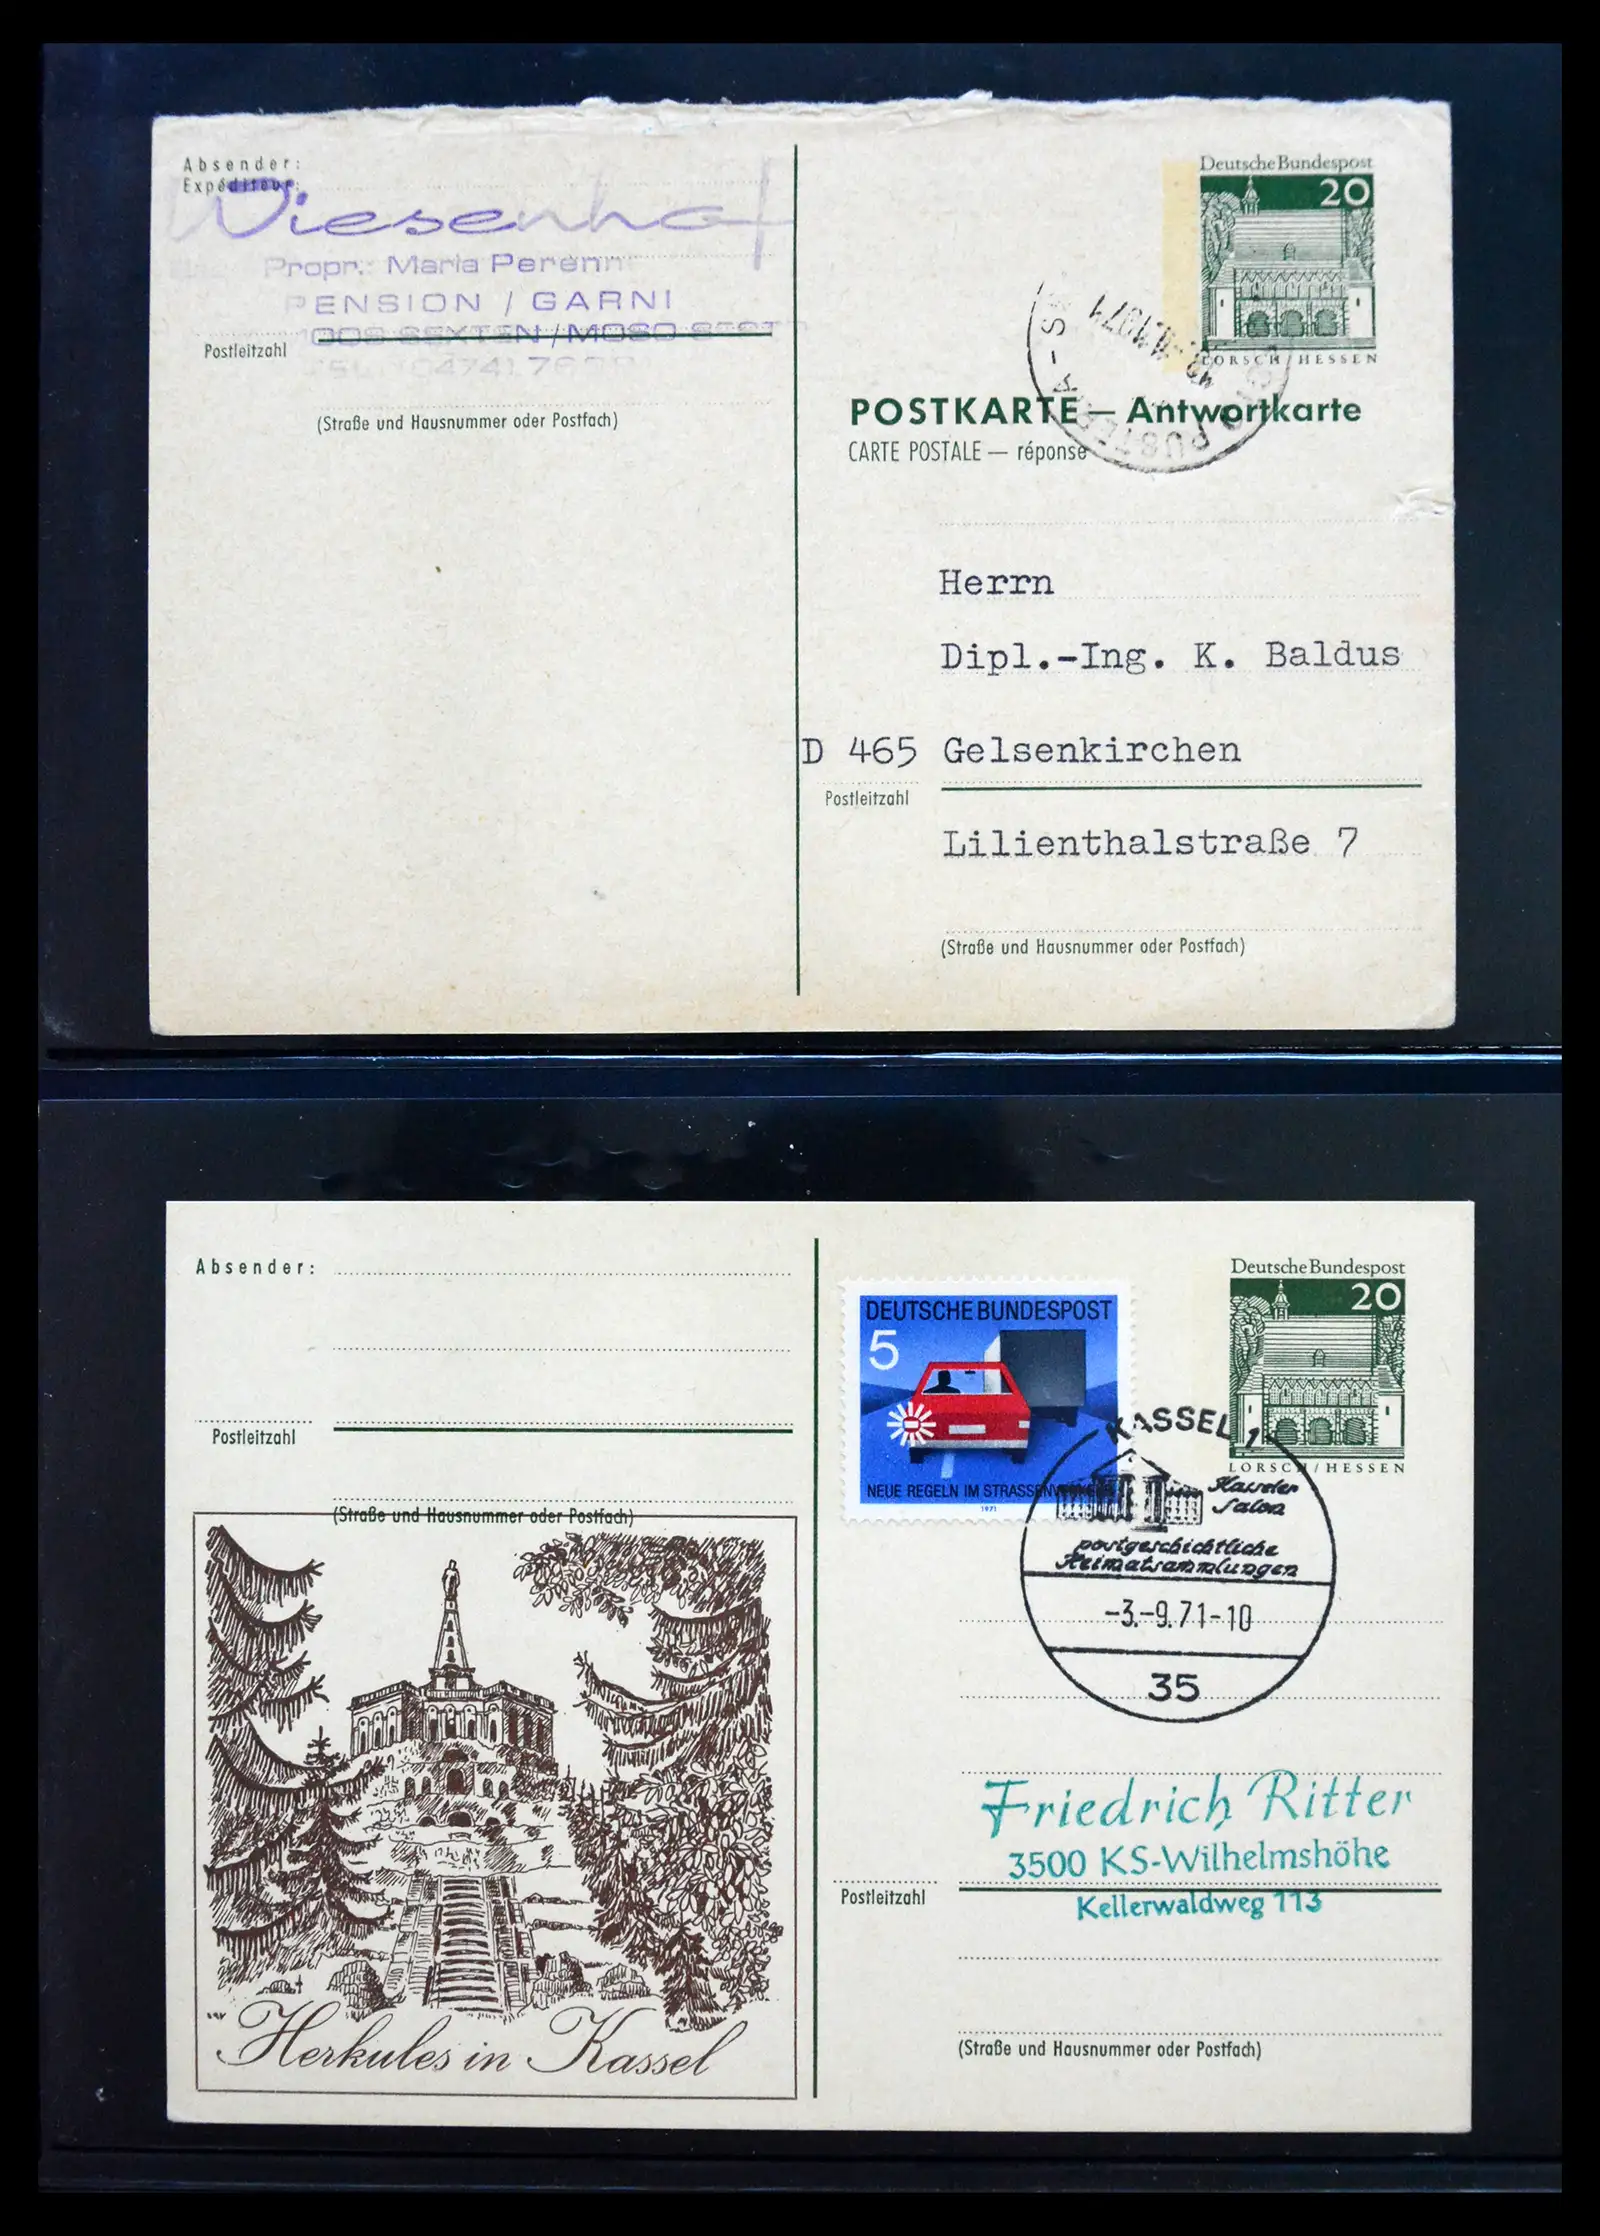 Absender:
Expéditeur:
Wiesenhof
Propr.: Maria
PENSION / GARNI
SEXTEN / MOSO
Postleitzahl
(Straße und Hausnummer oder Postfach)
Deutsche Bundespost
20
LORSCH / HESSEN
POSTKARTE — Antwortkarte
CARTE POSTALE — réponse
Herrn
Dipl.-Ing. K. Baldus
D 465 Gelsenkirchen
Postleitzahl
Lilienthalstraße 7
(Straße und Hausnummer oder Postfach)
Absender:
Postleitzahl
(Straße und Hausnummer oder Postfach)
Herkules in Kassel
DEUTSCHE BUNDESPOST
5
NEUE REGELN IM STRASSENVERKEHR
1971
Deutsche Bundespost
20
LORSCH / HESSEN
KASSEL 1
Kasseler
Salon
postgeschichtliche
Heimatsammlungen
-3.-9.71-10
35
Friedrich Ritter
3500 KS-Wilhelmshöhe
Postleitzahl
Kellerwaldweg 113
(Straße und Hausnummer oder Postfach)